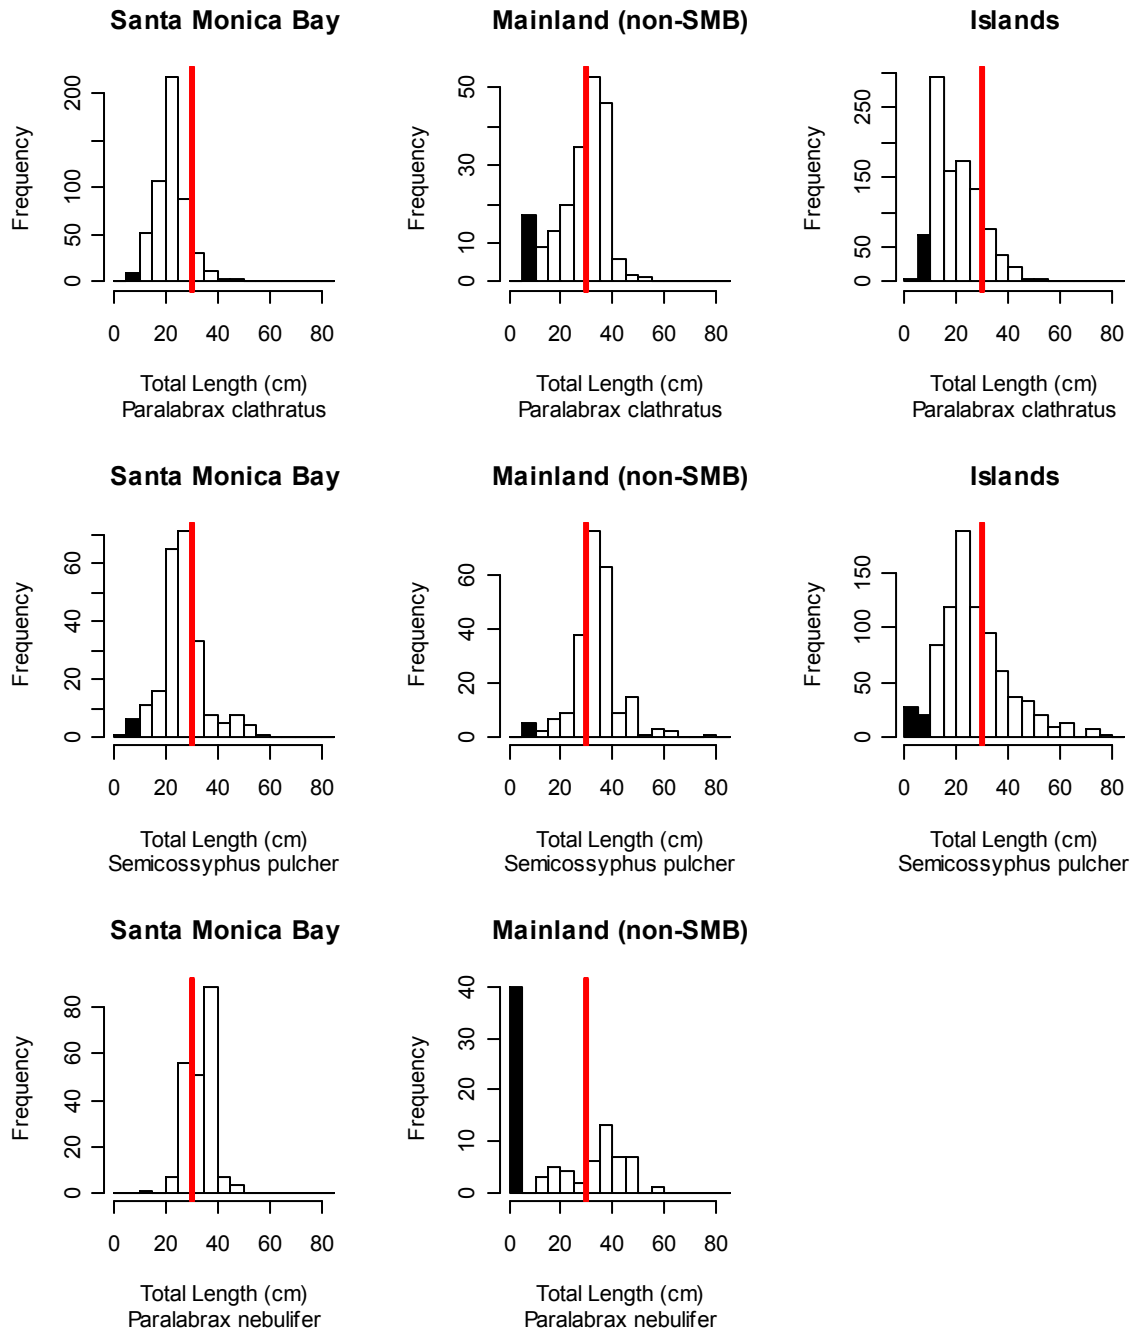 Santa Monica Bay
Mainland (non-SMB)
Islands
Frequency
0
50
100
200
0 20 40 60 80
Total Length (cm)
Paralabrax clathratus
Frequency
0
10
30
50
0 20 40 60 80
Total Length (cm)
Paralabrax clathratus
Frequency
0
50
150
250
0 20 40 60 80
Total Length (cm)
Paralabrax clathratus
Santa Monica Bay
Mainland (non-SMB)
Islands
Frequency
0
20
40
60
0 20 40 60 80
Total Length (cm)
Semicossyphus pulcher
Frequency
0
20
40
60
0 20 40 60 80
Total Length (cm)
Semicossyphus pulcher
Frequency
0
50
100
150
0 20 40 60 80
Total Length (cm)
Semicossyphus pulcher
Santa Monica Bay
Mainland (non-SMB)
Frequency
0
20
40
60
80
0 20 40 60 80
Total Length (cm)
Paralabrax nebulifer
Frequency
0
10
20
30
40
0 20 40 60 80
Total Length (cm)
Paralabrax nebulifer